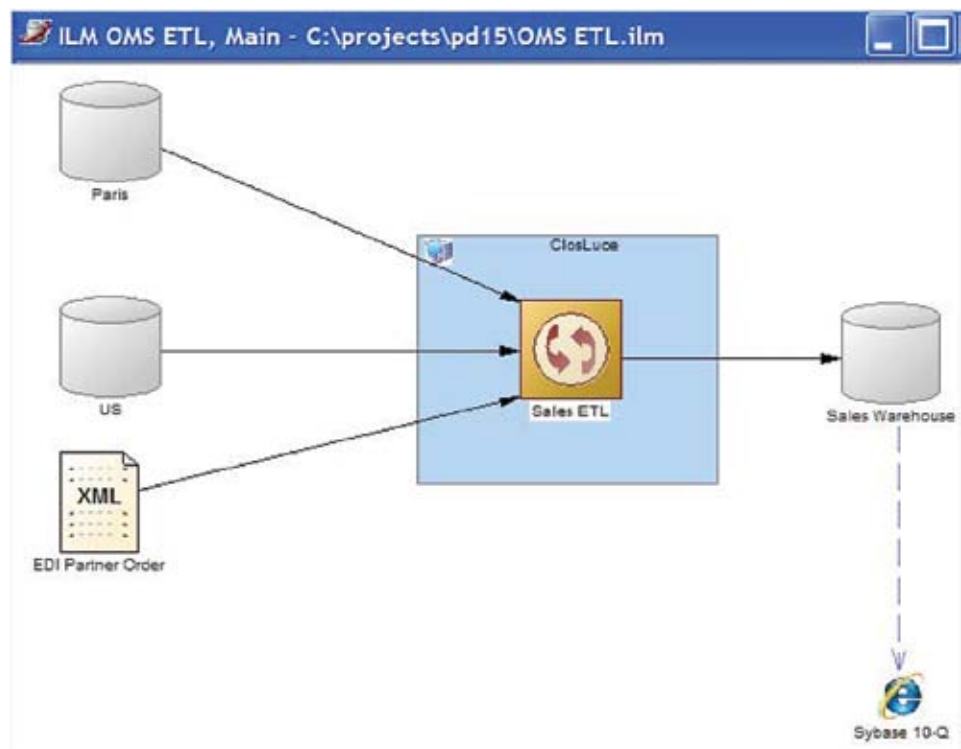 ILM OMS ETL, Main - C:\projects\pd15\OMS ETL.ilm
Paris
ClosLuce
US
Sales ETL
Sales Warehouse
XML
EDI Partner Order
Sybase 10-Q